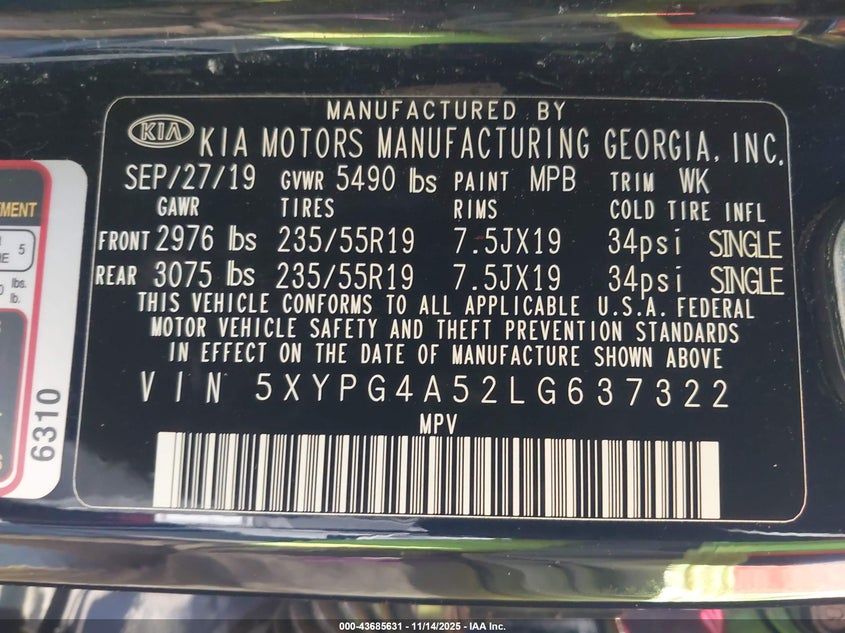 MANUFACTURED BY
KIA KIA MOTORS MANUFACTURING GEORGIA, INC.
SEP/27/19 GVWR 5490 lbs PAINT MPB TRIM WK
GAWR TIRES RIMS COLD TIRE INFL
FRONT 2976 lbs 235/55R19 7.5JX19 34psi SINGLE
REAR 3075 lbs 235/55R19 7.5JX19 34psi SINGLE
THIS VEHICLE CONFORMS TO ALL APPLICABLE U.S.A. FEDERAL
MOTOR VEHICLE SAFETY AND THEFT PREVENTION STANDARDS
IN EFFECT ON THE DATE OF MANUFACTURE SHOWN ABOVE
VIN 5XYPG4A52LG637322
MPV
5
lbs.
lb.
6310
000-43685631 - 11/14/2025 - IAA Inc.